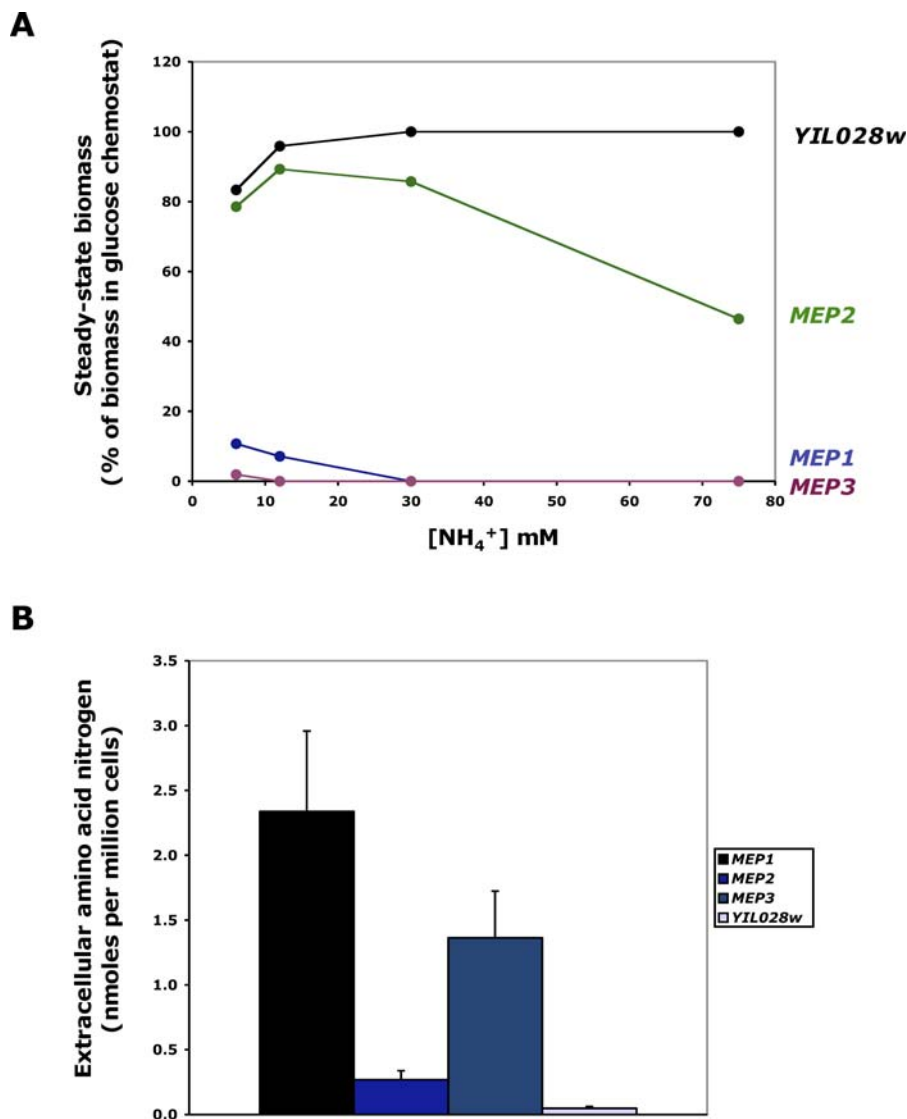 A
Steady-state biomass
(% of biomass in glucose chemostat)
120
100
80
60
40
20
0
0 10 20 30 40 50 60 70 80
[NH₄⁺] mM
YIL028w
MEP2
MEP1
MEP3
B
Extracellular amino acid nitrogen
(nmoles per million cells)
3.5
3.0
2.5
2.0
1.5
1.0
0.5
0.0
MEP1
MEP2
MEP3
YIL028w